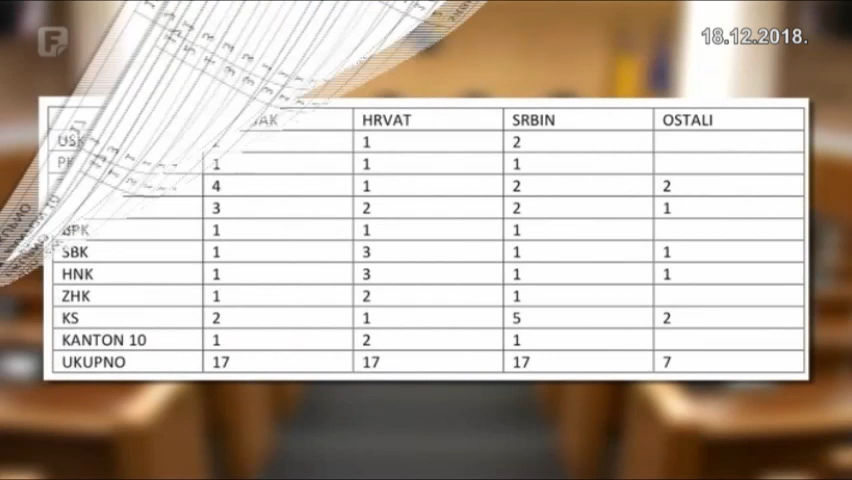 18.12.2018.
HRVAT SRBIN OSTALI
1 2
1 1 1
4 1 2 2
3 2 2 1
BPK 1 1 1
SBK 1 3 1 1
HNK 1 3 1 1
ZHK 1 2 1
KS 2 1 5 2
KANTON 10 1 2 1
UKUPNO 17 17 17 7